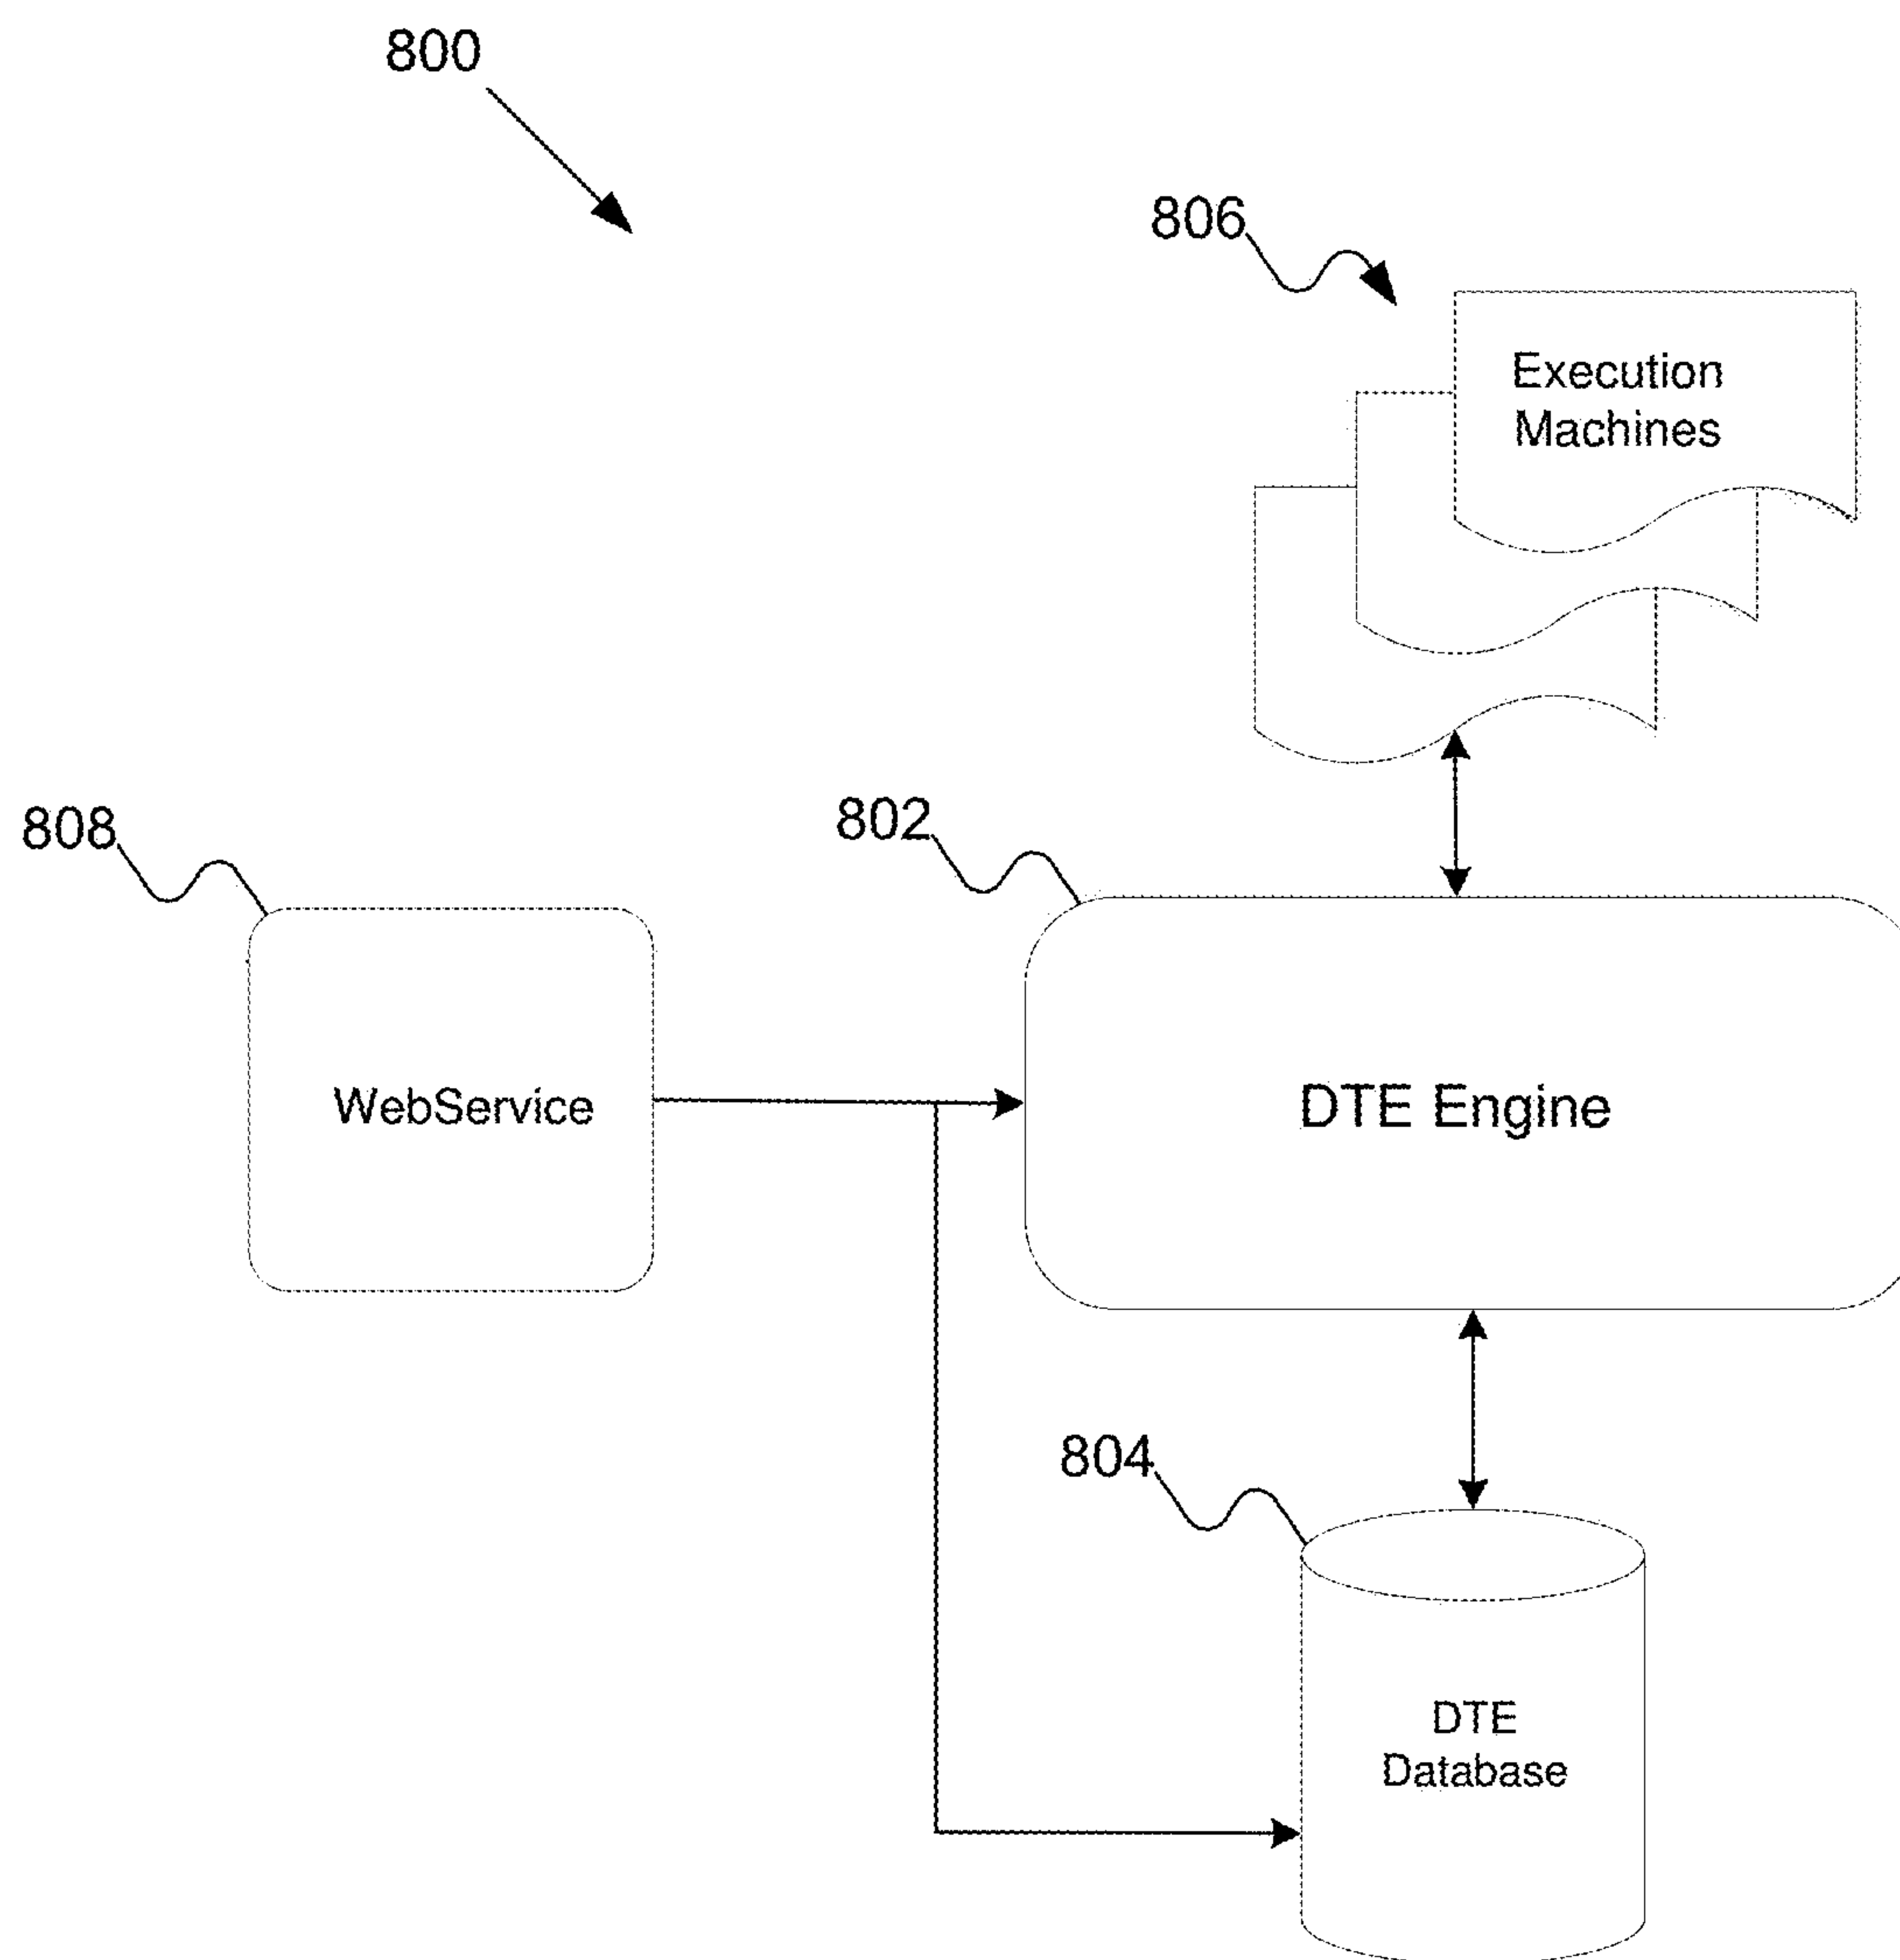 800
806
Execution
Machines
808
802
WebService
DTE Engine
804
DTE
Database